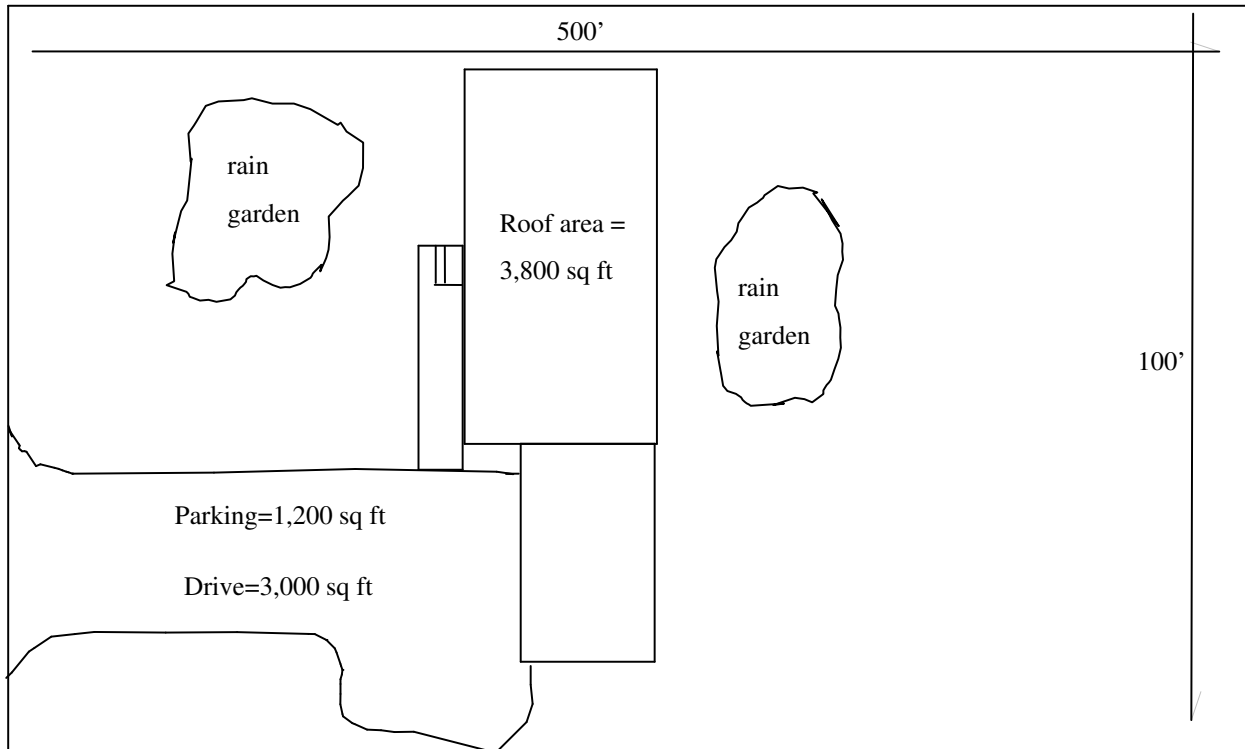 500’
rain
garden
Roof area =
3,800 sq ft
rain
garden
100’
Parking=1,200 sq ft
Drive=3,000 sq ft